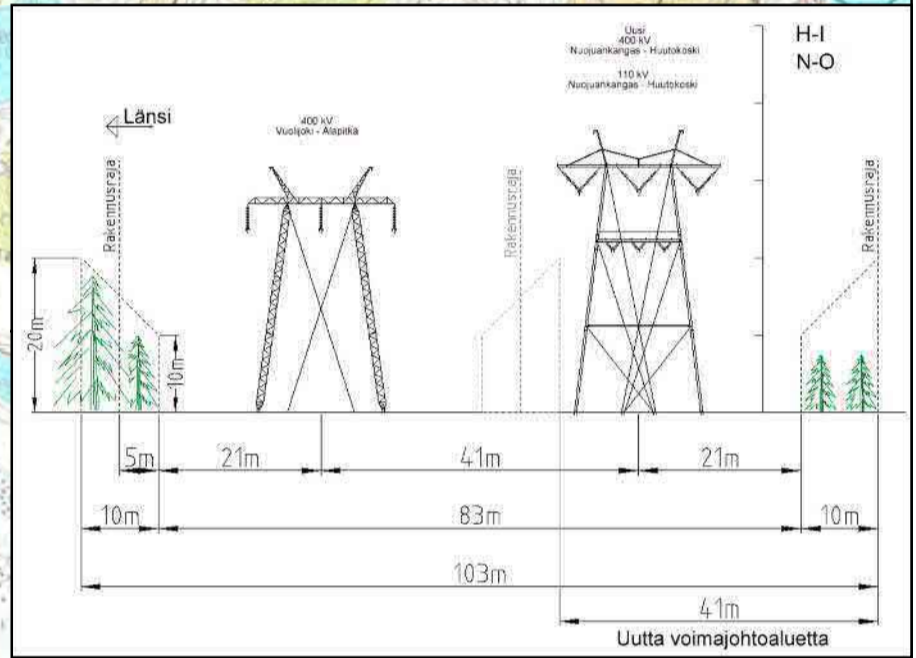 Uusi
400 kV
Nuojuankangas - Huutokoski
110 kV
Nuojuankangas - Huutokoski
H-I
N-O
Länsi
400 kV
Vuolijoki - Alapitkä
Rakennusraja
Rakennusraja
Rakennusraja
20m
10m
5m
21m
41m
21m
10m
83m
10m
103m
41m
Uutta voimajohtoaluetta